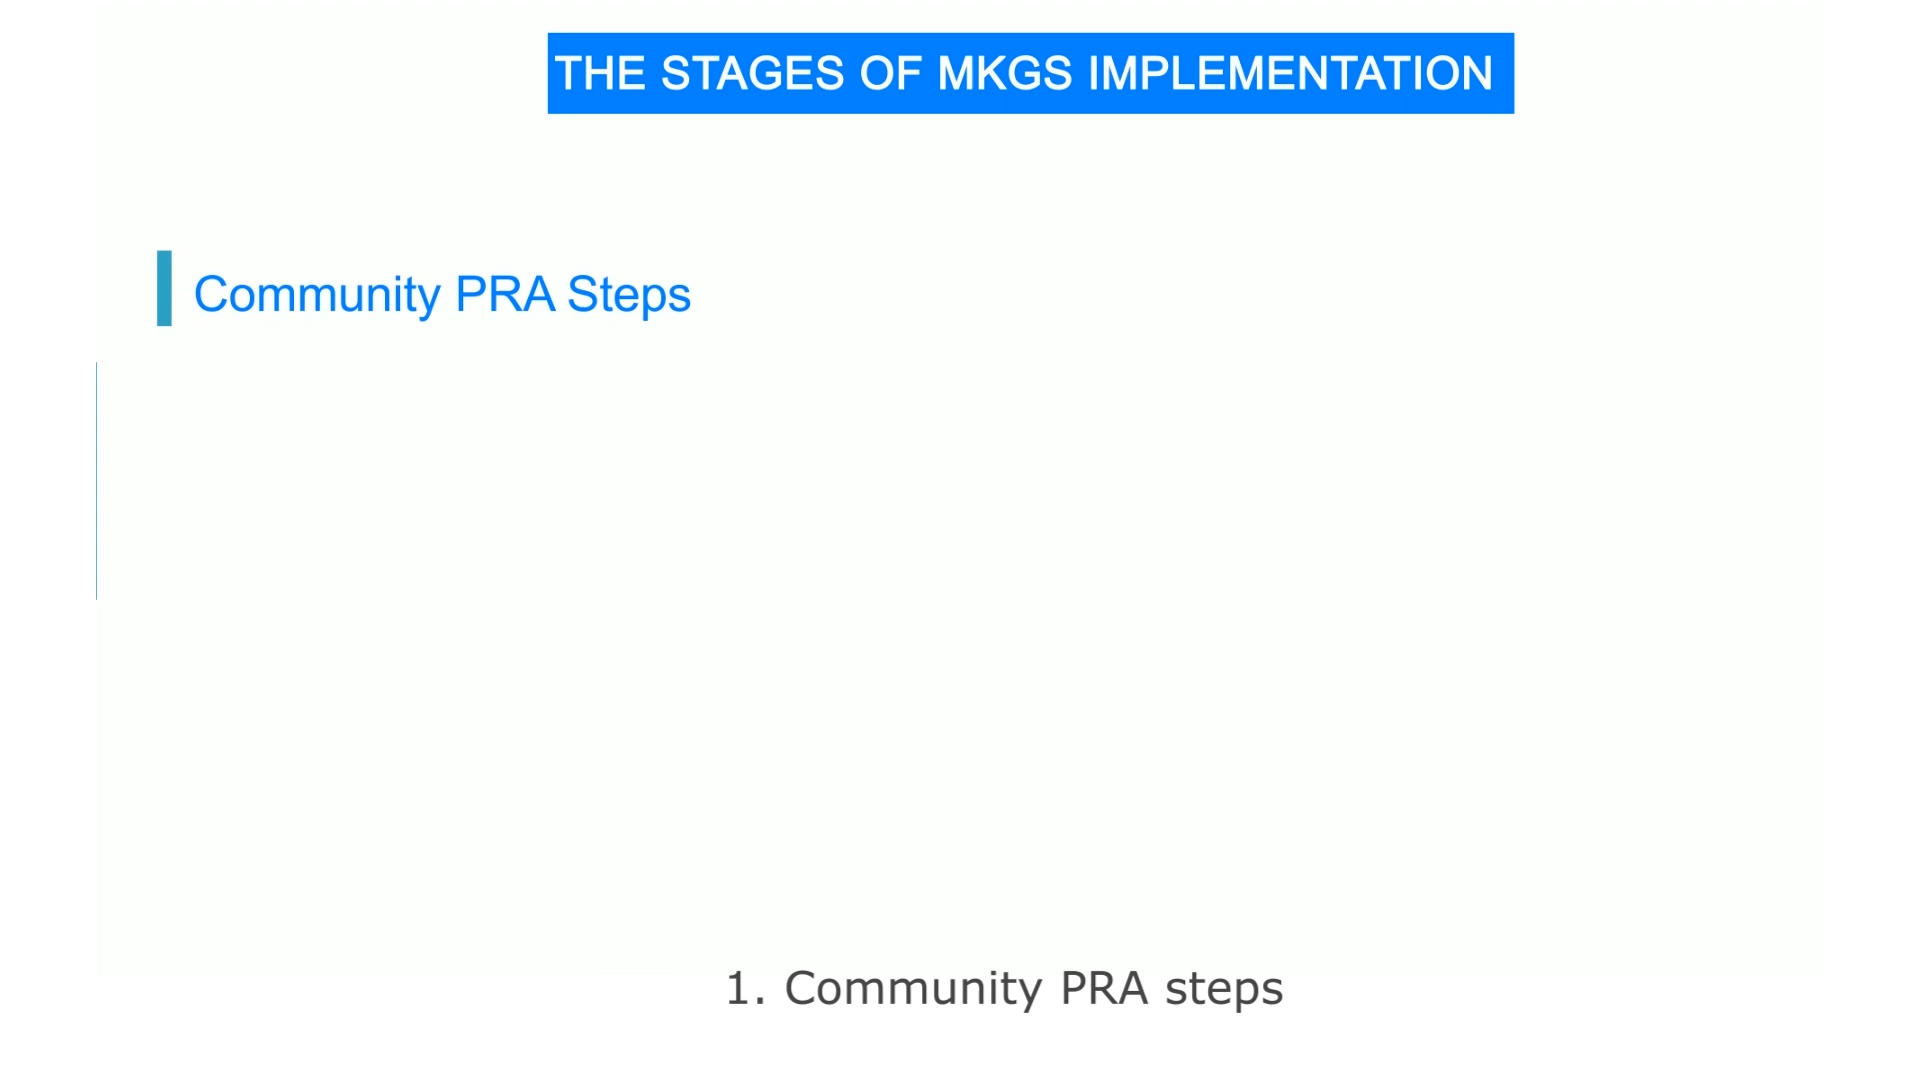 THE STAGES OF MKGS IMPLEMENTATION
Community PRA Steps
1. Community PRA steps